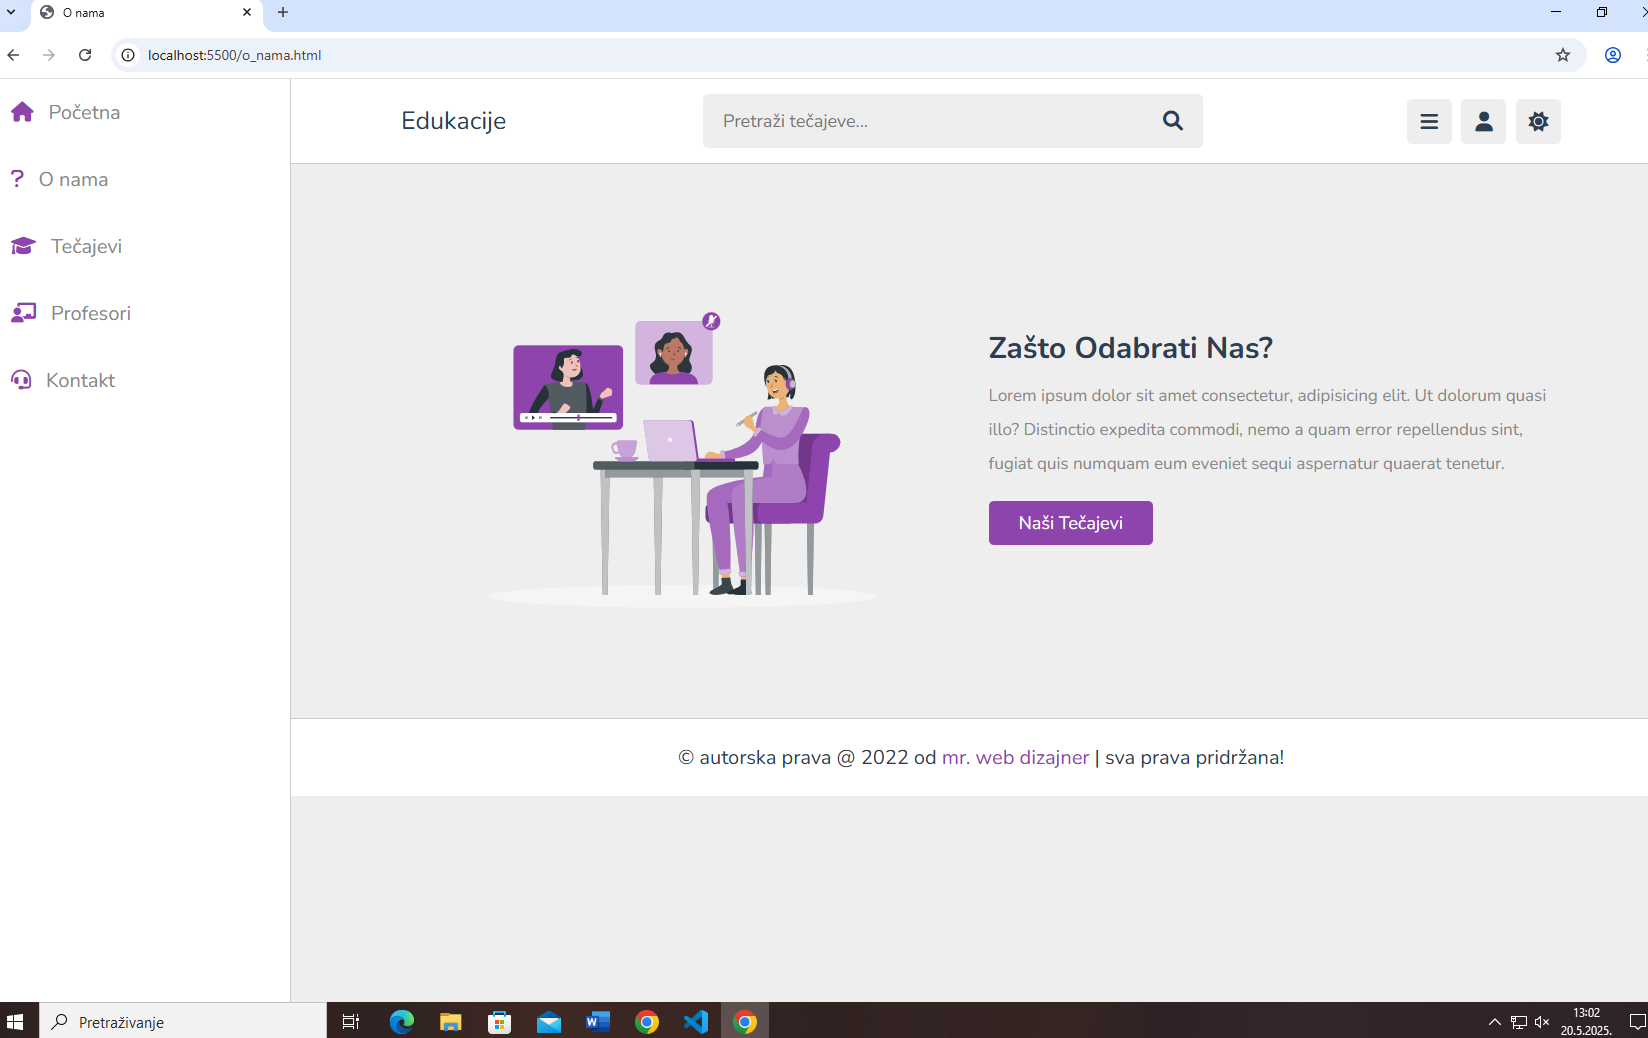 O nama
localhost:5500/o_nama.html
Početna
O nama
Tečajevi
Profesori
Kontakt
Edukacije
Pretraži tečajeve...
Zašto Odabrati Nas?
Lorem ipsum dolor sit amet consectetur, adipisicing elit. Ut dolorum quasi
illo? Distinctio expedita commodi, nemo a quam error repellendus sint,
fugiat quis numquam eum eveniet sequi aspernatur quaerat tenetur.
Naši Tečajevi
© autorska prava @ 2022 od mr. web dizajner | sva prava pridržana!
Pretraživanje
13:02
20.5.2025.